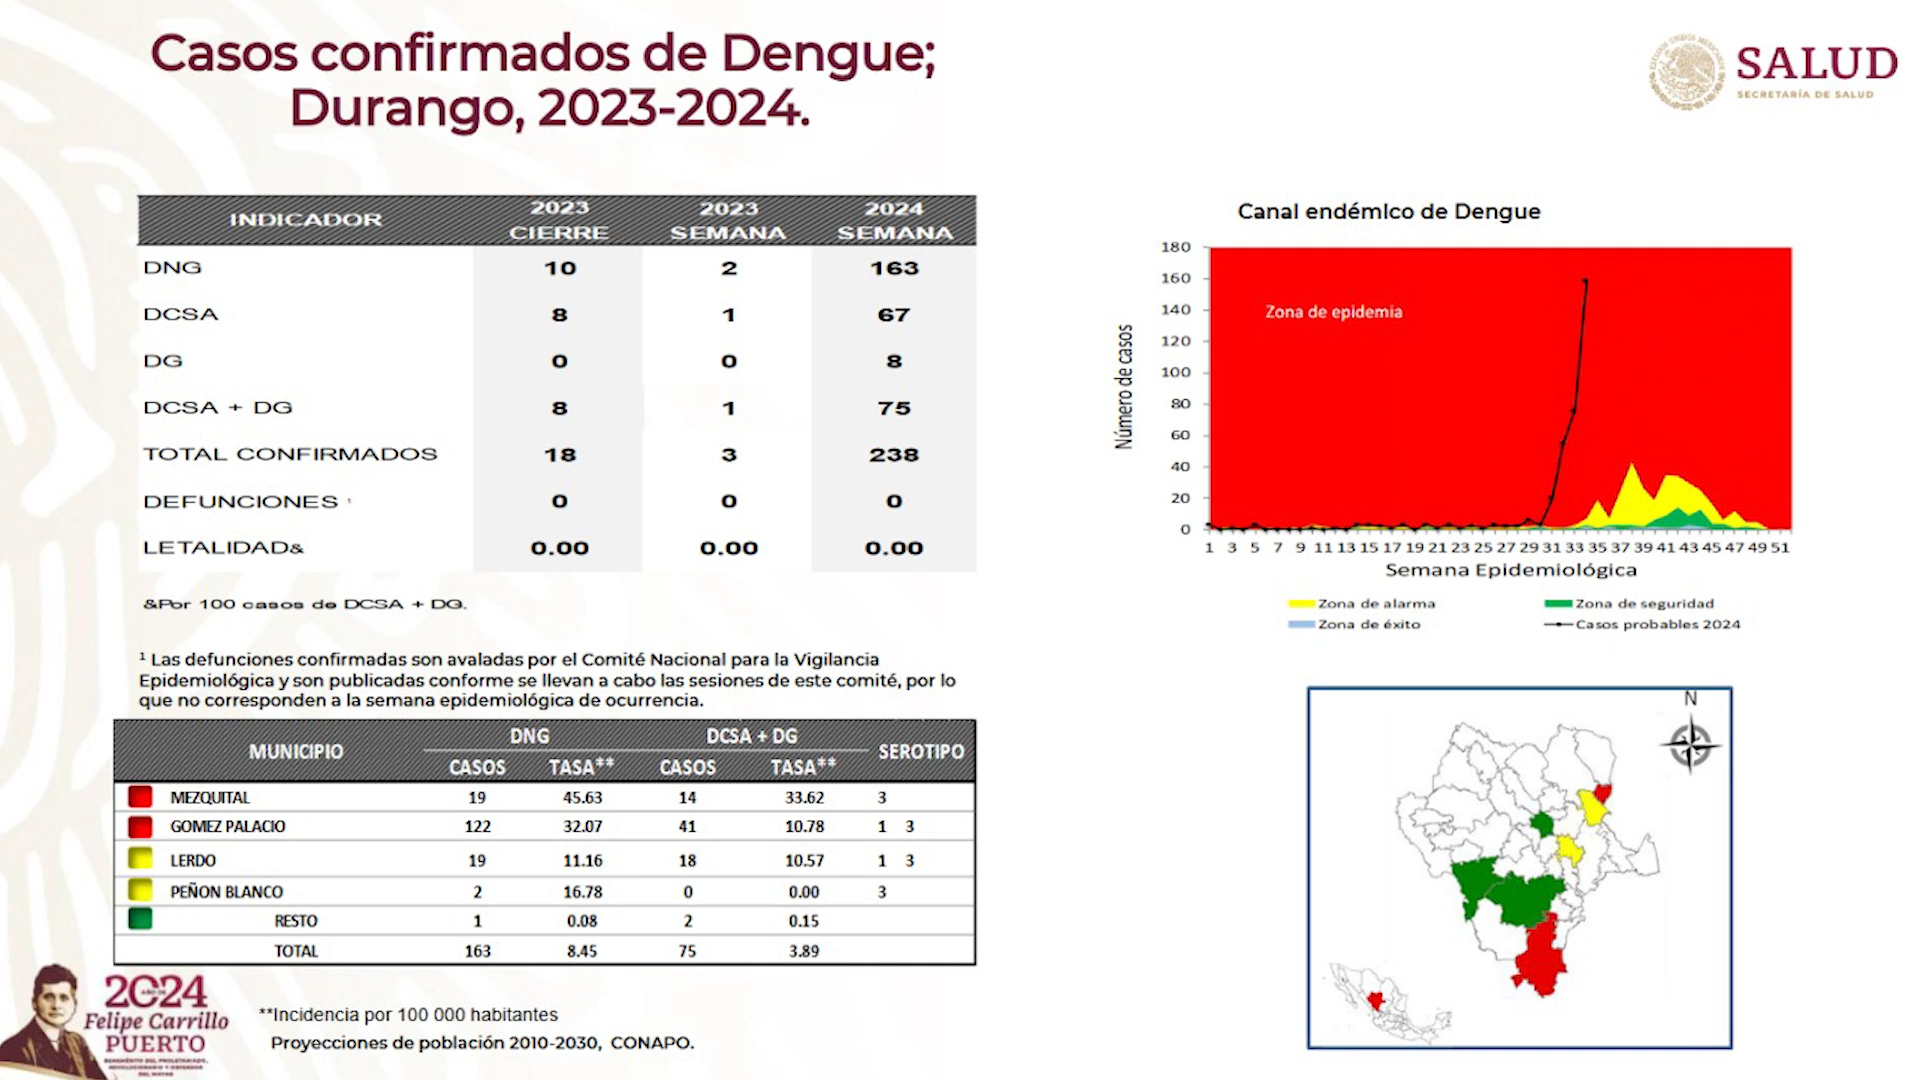 Casos confirmados de Dengue;
Durango, 2023-2024.
SALUD
SECRETARÍA DE SALUD
INDICADOR 2023 CIERRE 2023 SEMANA 2024 SEMANA
DNG 10 2 163
DCSA 8 1 67
DG 0 0 8
DCSA + DG 8 1 75
TOTAL CONFIRMADOS 18 3 238
DEFUNCIONES ¹ 0 0 0
LETALIDAD& 0.00 0.00 0.00
&Por 100 casos de DCSA + DG.
¹ Las defunciones confirmadas son avaladas por el Comité Nacional para la Vigilancia
Epidemiológica y son publicadas conforme se llevan a cabo las sesiones de este comité, por lo
que no corresponden a la semana epidemiológica de ocurrencia.
MUNICIPIO DNG DCSA + DG SEROTIPO
CASOS TASA** CASOS TASA**
MEZQUITAL 19 45.63 14 33.62 3
GOMEZ PALACIO 122 32.07 41 10.78 1 3
LERDO 19 11.16 18 10.57 1 3
PEÑON BLANCO 2 16.78 0 0.00 3
RESTO 1 0.08 2 0.15
TOTAL 163 8.45 75 3.89
**Incidencia por 100 000 habitantes
Proyecciones de población 2010-2030, CONAPO.
2024
AÑO DE
Felipe Carrillo
PUERTO
BENEMÉRITO DEL PROLETARIADO,
REVOLUCIONARIO Y DEFENSOR
DEL MAYAB
Canal endémico de Dengue
Número de casos
180
160
140
120
100
80
60
40
20
0
Zona de epidemia
1 3 5 7 9 11 13 15 17 19 21 23 25 27 29 31 33 35 37 39 41 43 45 47 49 51
Semana Epidemiológica
Zona de alarma Zona de seguridad
Zona de éxito Casos probables 2024
N